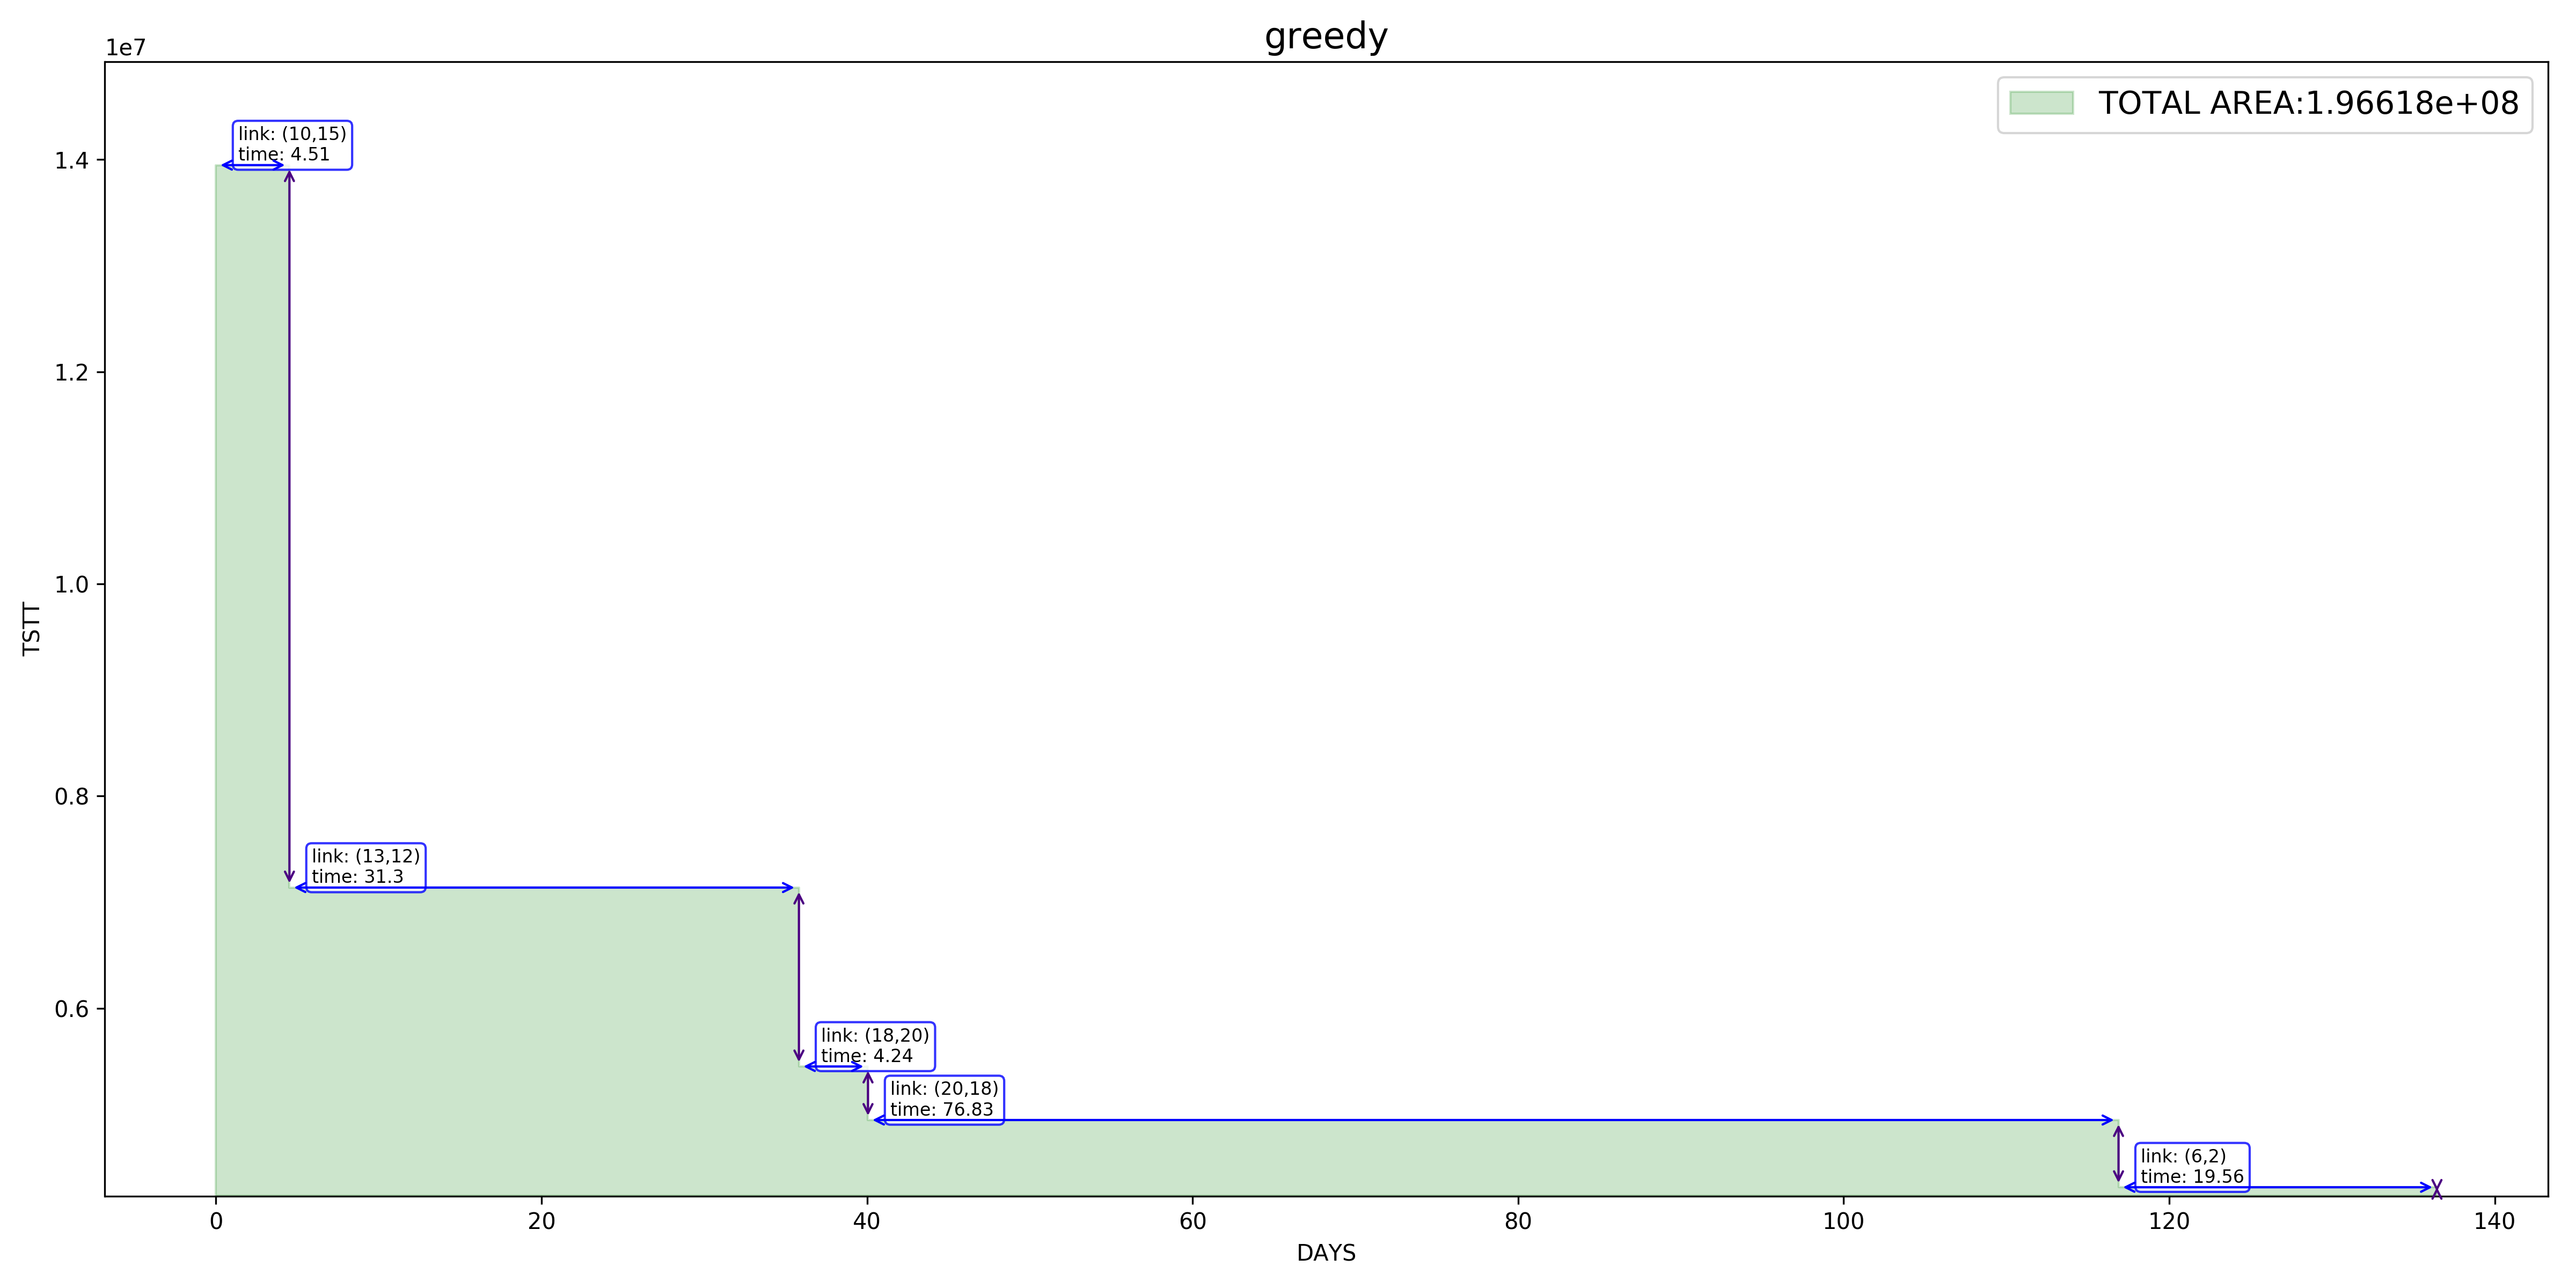 greedy
1e7
TOTAL AREA:1.96618e+08
link: (10,15)
time: 4.51
1.4
1.2
1.0
TSTT
0.8
link: (13,12)
time: 31.3
0.6
link: (18,20)
time: 4.24
link: (20,18)
time: 76.83
link: (6,2)
time: 19.56
0 20 40 60 80 100 120 140
DAYS